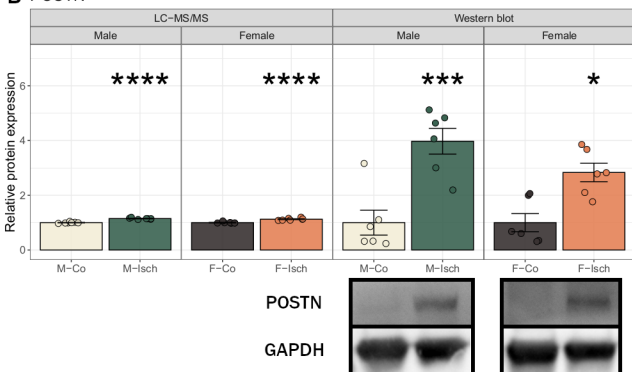 LC−MS/MS Western blot
Male Female Male Female
**** **** *** *
Relative protein expression
6
4
2
0
M−Co M−Isch F−Co F−Isch M−Co M−Isch F−Co F−Isch
POSTN
GAPDH